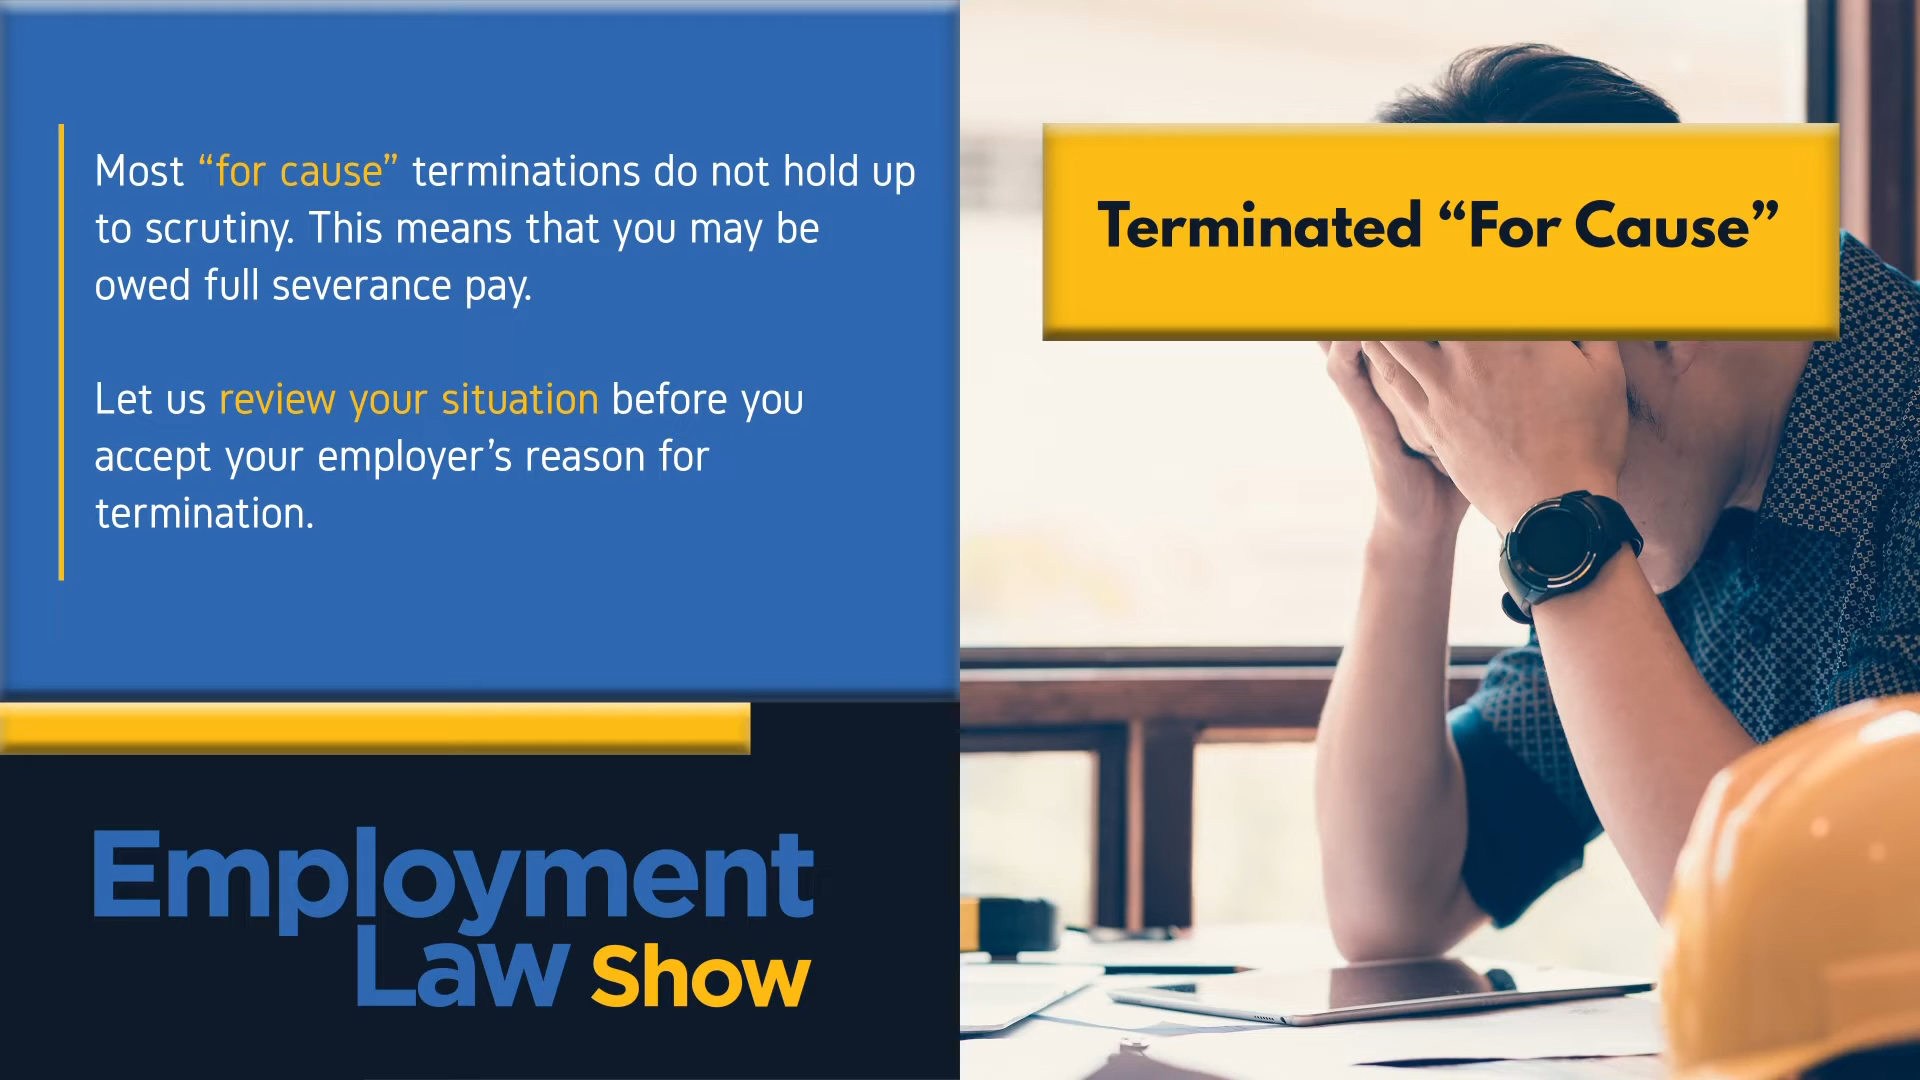 Most “for cause” terminations do not hold up
to scrutiny. This means that you may be
owed full severance pay.
Let us review your situation before you
accept your employer’s reason for
termination.
Employment
Law Show
Terminated “For Cause”